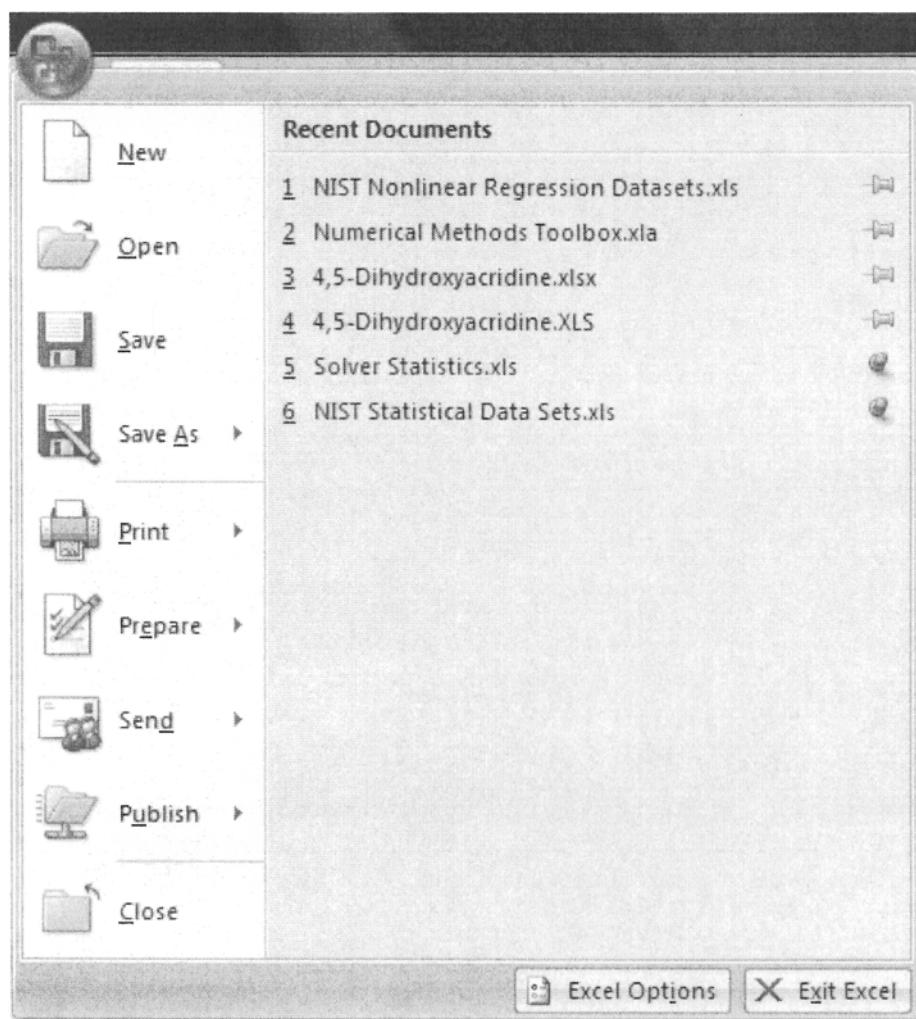 New
Open
Save
Save As
Print
Prepare
Send
Publish
Close
Recent Documents
1 NIST Nonlinear Regression Datasets.xls
2 Numerical Methods Toolbox.xla
3 4,5-Dihydroxyacridine.xlsx
4 4,5-Dihydroxyacridine.XLS
5 Solver Statistics.xls
6 NIST Statistical Data Sets.xls
Excel Options
Exit Excel